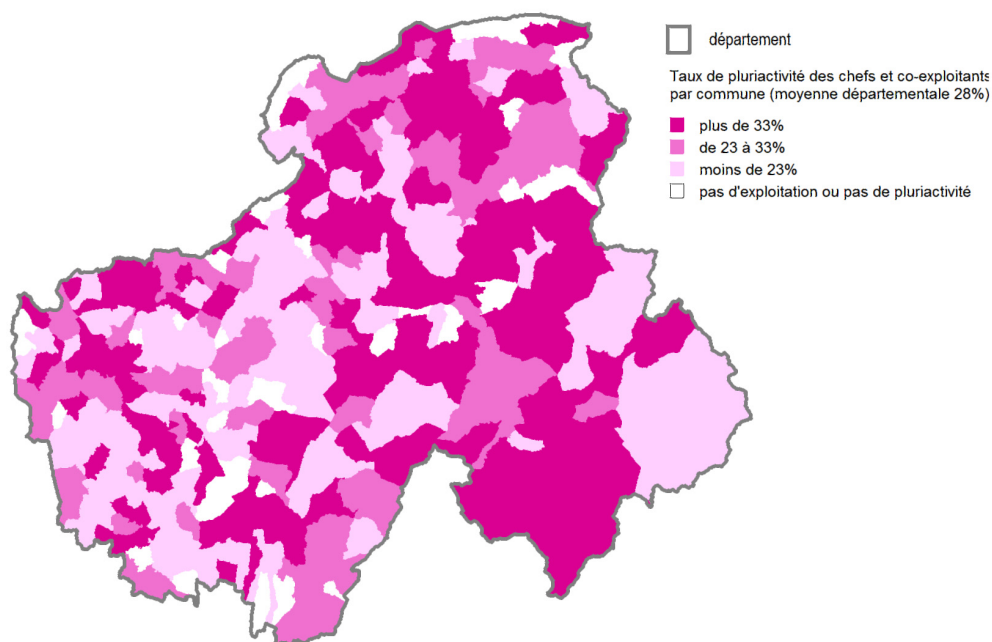 département
Taux de pluriactivité des chefs et co-exploitants
par commune (moyenne départementale 28%)
plus de 33%
de 23 à 33%
moins de 23%
pas d'exploitation ou pas de pluriactivité